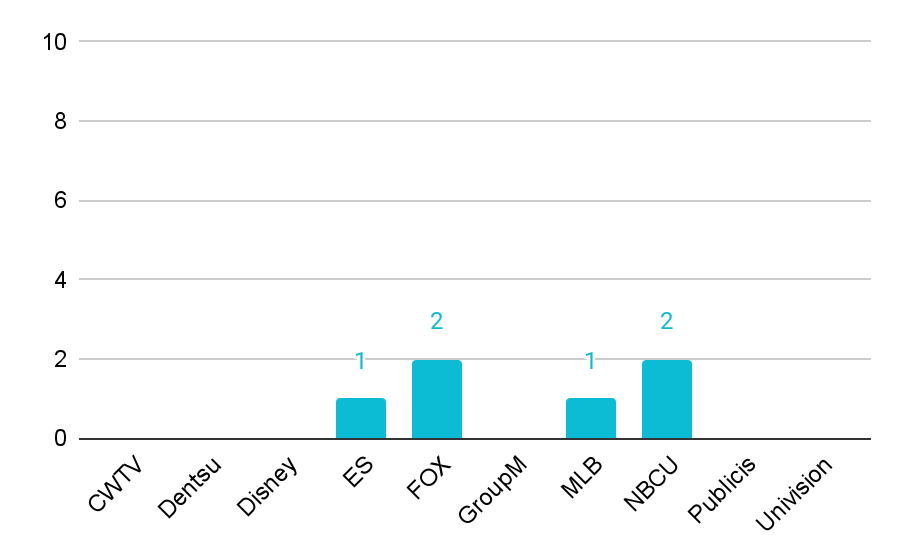 10
8
6
4
2
0
2
2
1
1
CWTV
Dentsu
Disney
ES
FOX
GroupM
MLB
NBCU
Publicis
Univision